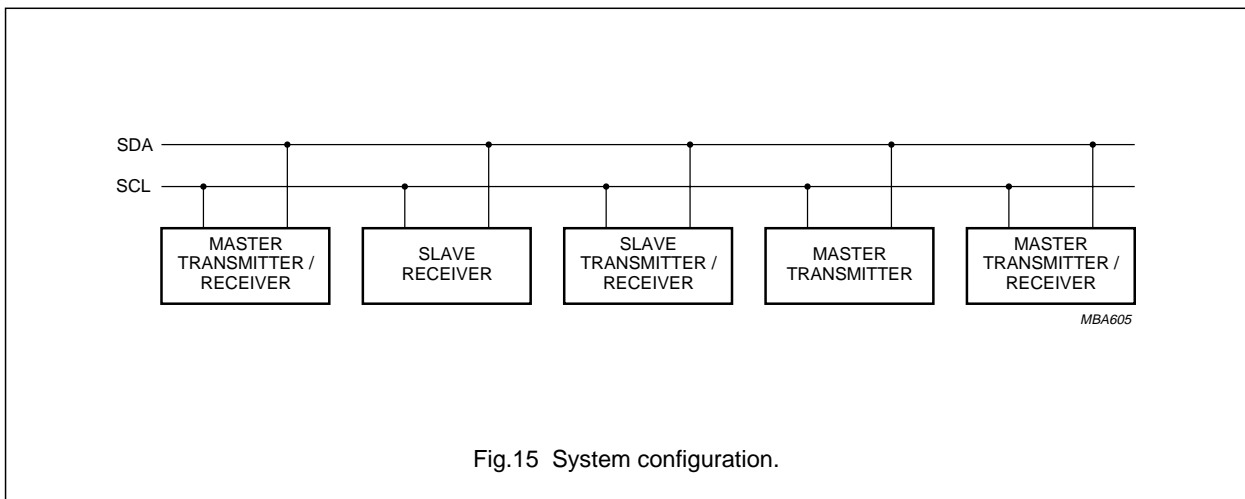 SDA
SCL
MASTER
TRANSMITTER /
RECEIVER
SLAVE
RECEIVER
SLAVE
TRANSMITTER /
RECEIVER
MASTER
TRANSMITTER
MASTER
TRANSMITTER /
RECEIVER
MBA605
Fig.15 System configuration.